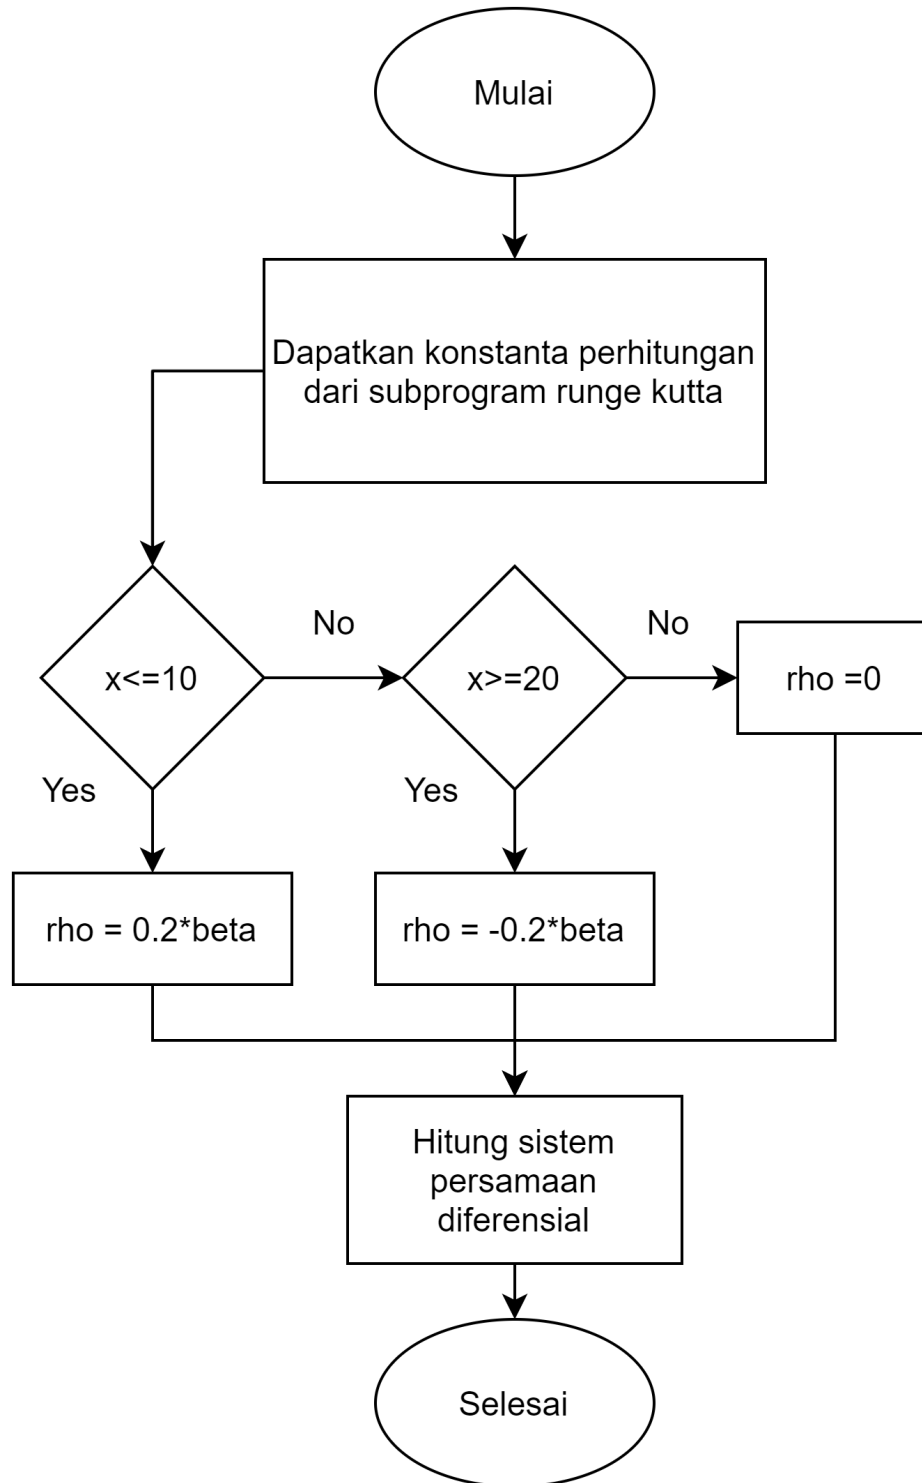 Mulai
Dapatkan konstanta perhitungan
dari subprogram runge kutta
No
No
x<=10
x>=20
rho =0
Yes
Yes
rho = 0.2*beta
rho = -0.2*beta
Hitung sistem
persamaan
diferensial
Selesai